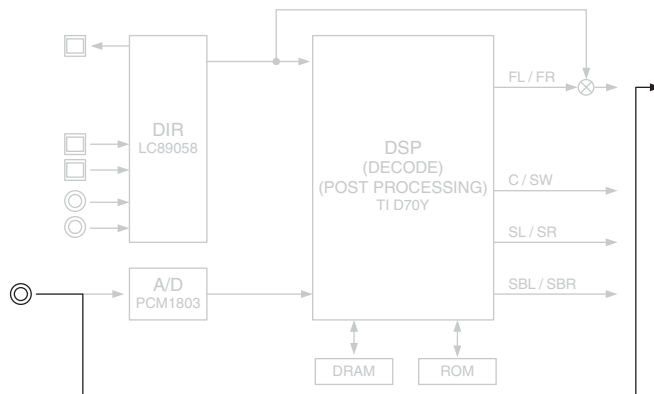 FL / FR
DIR
LC89058
DSP
(DECODE)
(POST PROCESSING)
TI D70Y
C / SW
SL / SR
A/D
PCM1803
SBL / SBR
DRAM
ROM